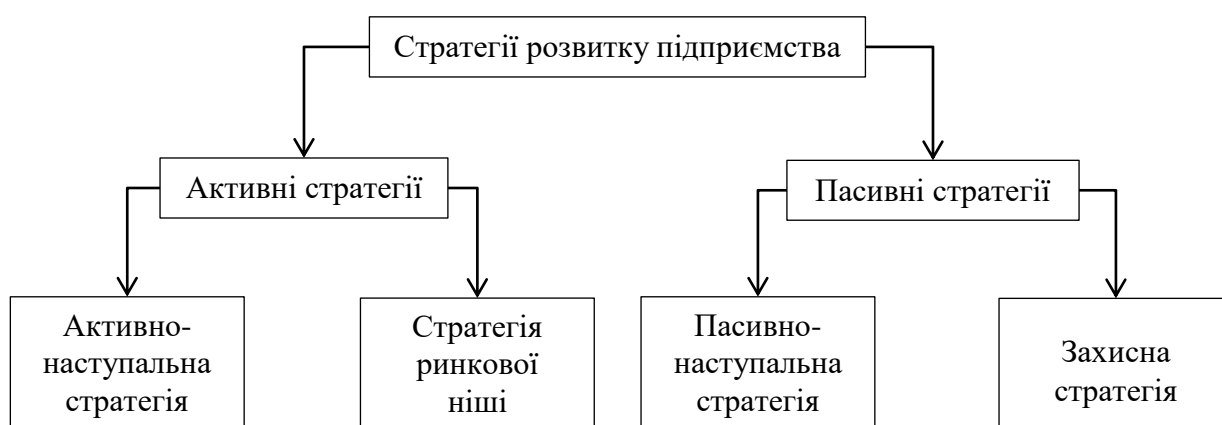 Стратегії розвитку підприємства
Активні стратегії
Пасивні стратегії
Активно-
наступальна
стратегія
Стратегія
ринкової
ніші
Пасивно-
наступальна
стратегія
Захисна
стратегія